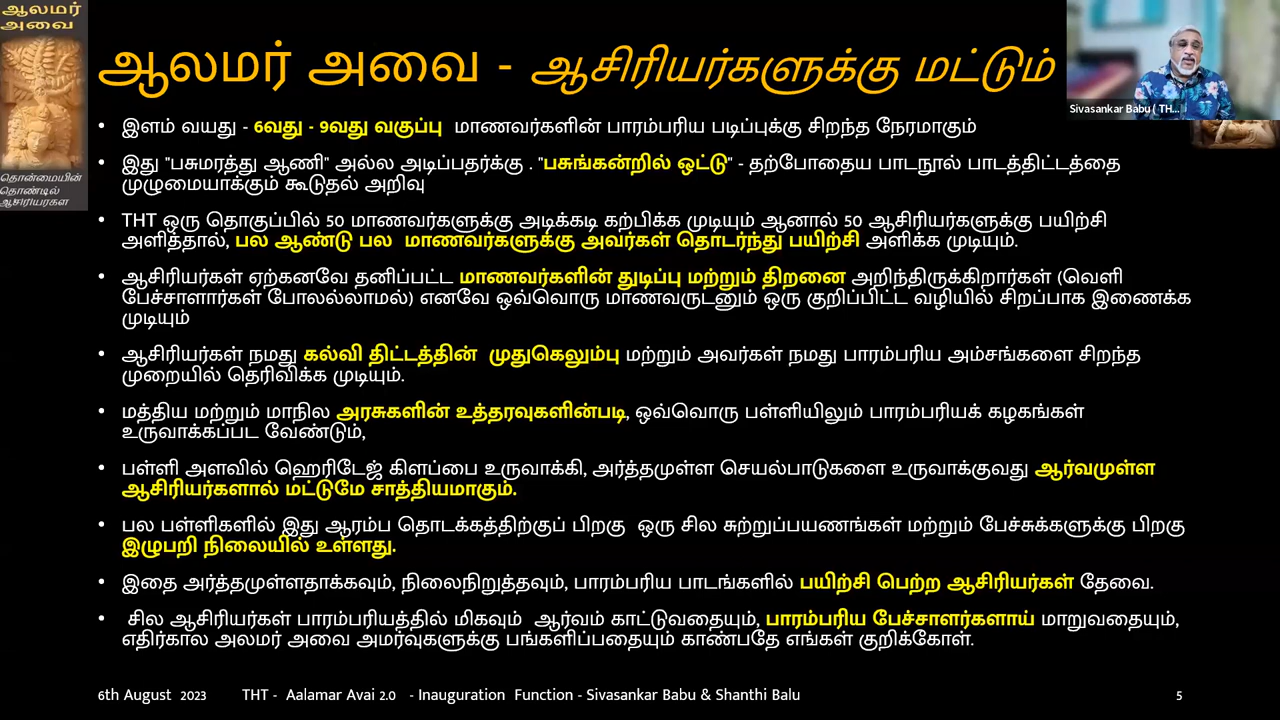 ஆலமர்
அவை
தொன்மையின்
தொண்டில்
ஆசிரியர்கள்
ஆலமர் அவை - ஆசிரியர்களுக்கு மட்டும்
Sivasankar Babu ( TH...
• இளம் வயது - 6வது - 9வது வகுப்பு மாணவர்களின் பாரம்பரிய படிப்புக்கு சிறந்த நேரமாகும்
• இது "பசுமரத்து ஆணி" அல்ல அடிப்பதர்க்கு . "பசுங்கன்றில் ஒட்டு" - தற்போதைய பாடநூல் பாடத்திட்டத்தை
முழுமையாக்கும் கூடுதல் அறிவு
• THT ஒரு தொகுப்பில் 50 மாணவர்களுக்கு அடிக்கடி கற்பிக்க முடியும் ஆனால் 50 ஆசிரியர்களுக்கு பயிற்சி
அளித்தால், பல ஆண்டு பல மாணவர்களுக்கு அவர்கள் தொடர்ந்து பயிற்சி அளிக்க முடியும்.
• ஆசிரியர்கள் ஏற்கனவே தனிப்பட்ட மாணவர்களின் துடிப்பு மற்றும் திறனை அறிந்திருக்கிறார்கள் (வெளி
பேச்சாளார்கள் போலல்லாமல்) எனவே ஒவ்வொரு மாணவருடனும் ஒரு குறிப்பிட்ட வழியில் சிறப்பாக இணைக்க
முடியும்
• ஆசிரியர்கள் நமது கல்வி திட்டத்தின் முதுகெலும்பு மற்றும் அவர்கள் நமது பாரம்பரிய அம்சங்களை சிறந்த
முறையில் தெரிவிக்க முடியும்.
• மத்திய மற்றும் மாநில அரசுகளின் உத்தரவுகளின்படி, ஒவ்வொரு பள்ளியிலும் பாரம்பரியக் கழகங்கள்
உருவாக்கப்பட வேண்டும்,
• பள்ளி அளவில் ஹெரிடேஜ் கிளப்பை உருவாக்கி, அர்த்தமுள்ள செயல்பாடுகளை உருவாக்குவது ஆர்வமுள்ள
ஆசிரியர்களால் மட்டுமே சாத்தியமாகும்.
• பல பள்ளிகளில் இது ஆரம்ப தொடக்கத்திற்குப் பிறகு ஒரு சில சுற்றுப்பயணங்கள் மற்றும் பேச்சுக்களுக்கு பிறகு
இழுபறி நிலையில் உள்ளது.
• இதை அர்த்தமுள்ளதாக்கவும், நிலைநிறுத்தவும், பாரம்பரிய பாடங்களில் பயிற்சி பெற்ற ஆசிரியர்கள் தேவை.
• சில ஆசிரியர்கள் பாரம்பரியத்தில் மிகவும் ஆர்வம் காட்டுவதையும், பாரம்பரிய பேச்சாளர்களாய் மாறுவதையும்,
எதிர்கால அலமர் அவை அமர்வுகளுக்கு பங்களிப்பதையும் காண்பதே எங்கள் குறிக்கோள்.
6th August 2023 THT - Aalamar Avai 2.0 - Inauguration Function - Sivasankar Babu & Shanthi Balu 5